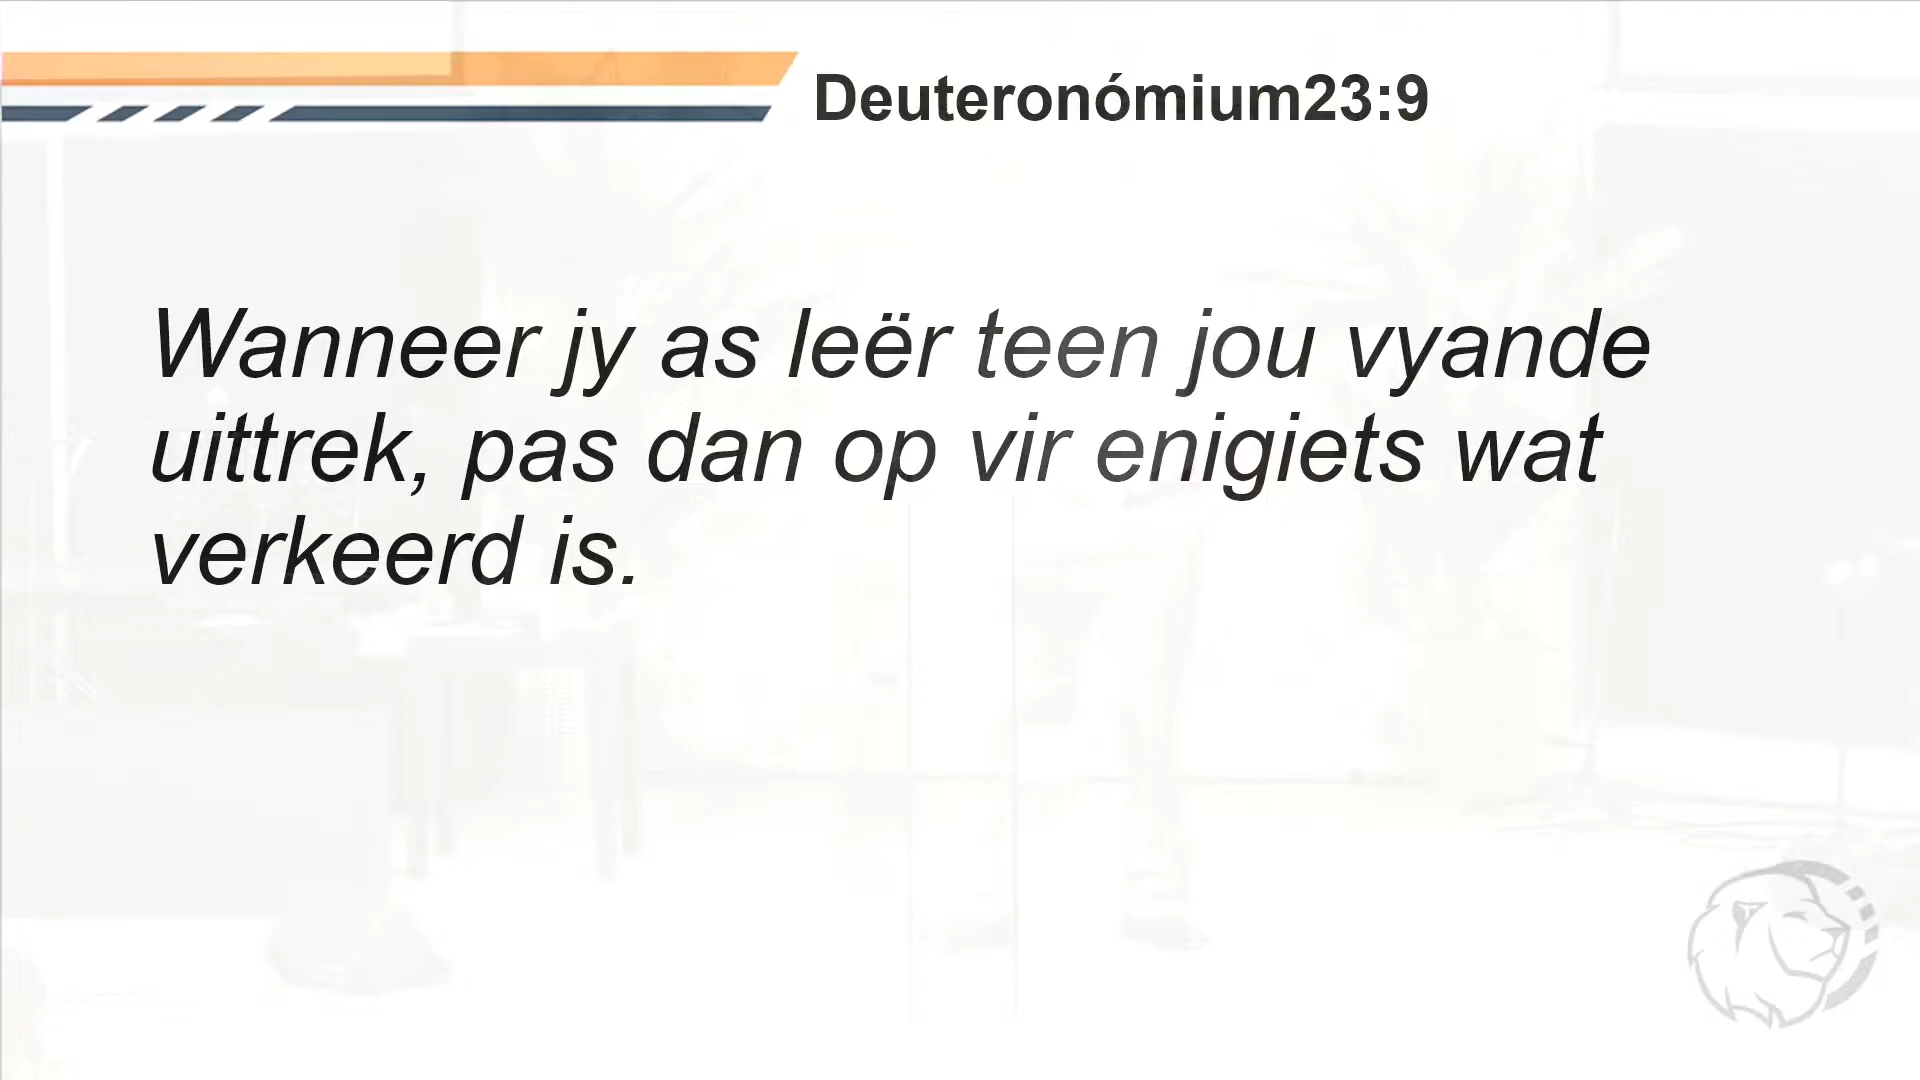 Deuteronómium23:9
Wanneer jy as leër teen jou vyande
uittrek, pas dan op vir enigiets wat
verkeerd is.